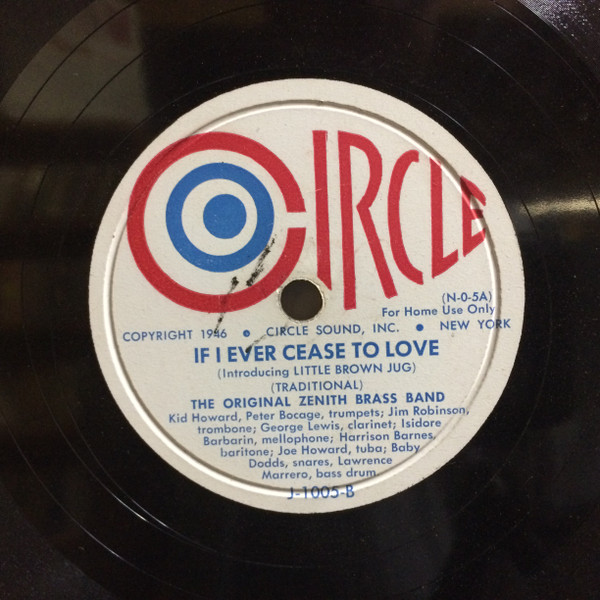 CIRCLE
(N-0-5A)
For Home Use Only
COPYRIGHT 1946 • CIRCLE SOUND, INC. • NEW YORK
IF I EVER CEASE TO LOVE
(Introducing LITTLE BROWN JUG)
(TRADITIONAL)
THE ORIGINAL ZENITH BRASS BAND
Kid Howard, Peter Bocage, trumpets; Jim Robinson,
trombone; George Lewis, clarinet; Isidore
Barbarin, mellophone; Harrison Barnes,
baritone; Joe Howard, tuba; Baby
Dodds, snares, Lawrence
Marrero, bass drum
J-1005-B